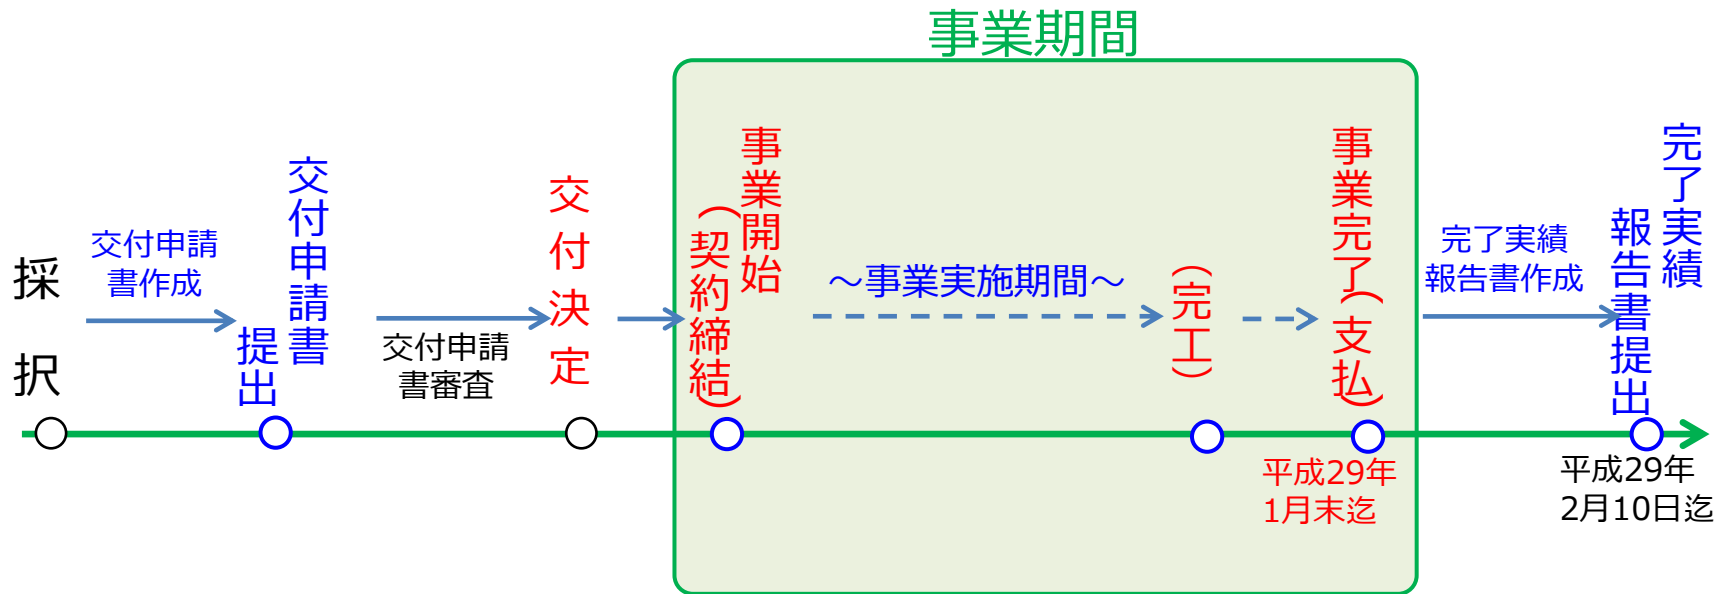 事業期間
採択
交付申請
書作成
交付申請書
提出
交付申請
書審査
交付決定
事業開始
（契約締結）
～事業実施期間～
（完工）
事業完了（支払）
平成29年
1月末迄
完了実績
報告書作成
完了実績
報告書提出
平成29年
2月10日迄